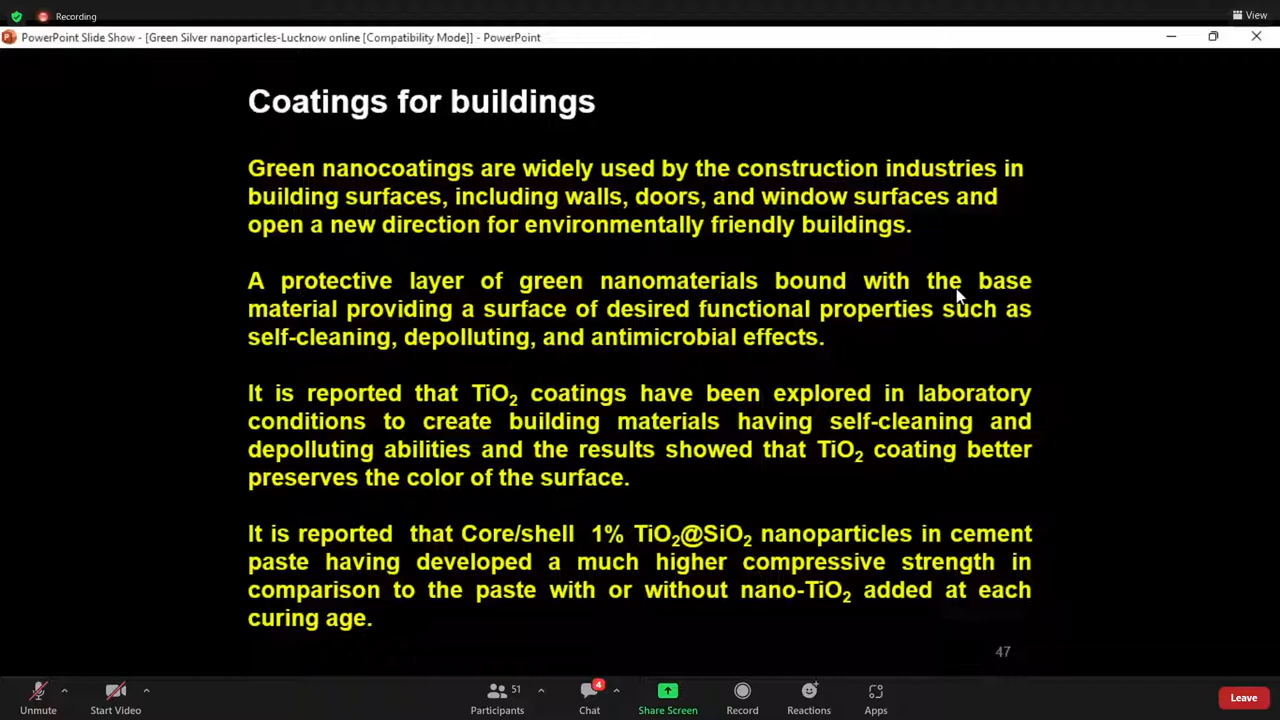 Recording
View
PowerPoint Slide Show - [Green Silver nanoparticles-Lucknow online [Compatibility Mode]] - PowerPoint
Coatings for buildings
Green nanocoatings are widely used by the construction industries in
building surfaces, including walls, doors, and window surfaces and
open a new direction for environmentally friendly buildings.
A protective layer of green nanomaterials bound with the base
material providing a surface of desired functional properties such as
self-cleaning, depolluting, and antimicrobial effects.
It is reported that TiO₂ coatings have been explored in laboratory
conditions to create building materials having self-cleaning and
depolluting abilities and the results showed that TiO₂ coating better
preserves the color of the surface.
It is reported that Core/shell 1% TiO₂@SiO₂ nanoparticles in cement
paste having developed a much higher compressive strength in
comparison to the paste with or without nano-TiO₂ added at each
curing age.
47
51
4
Unmute
Start Video
Participants
Chat
Share Screen
Record
Reactions
Apps
Leave